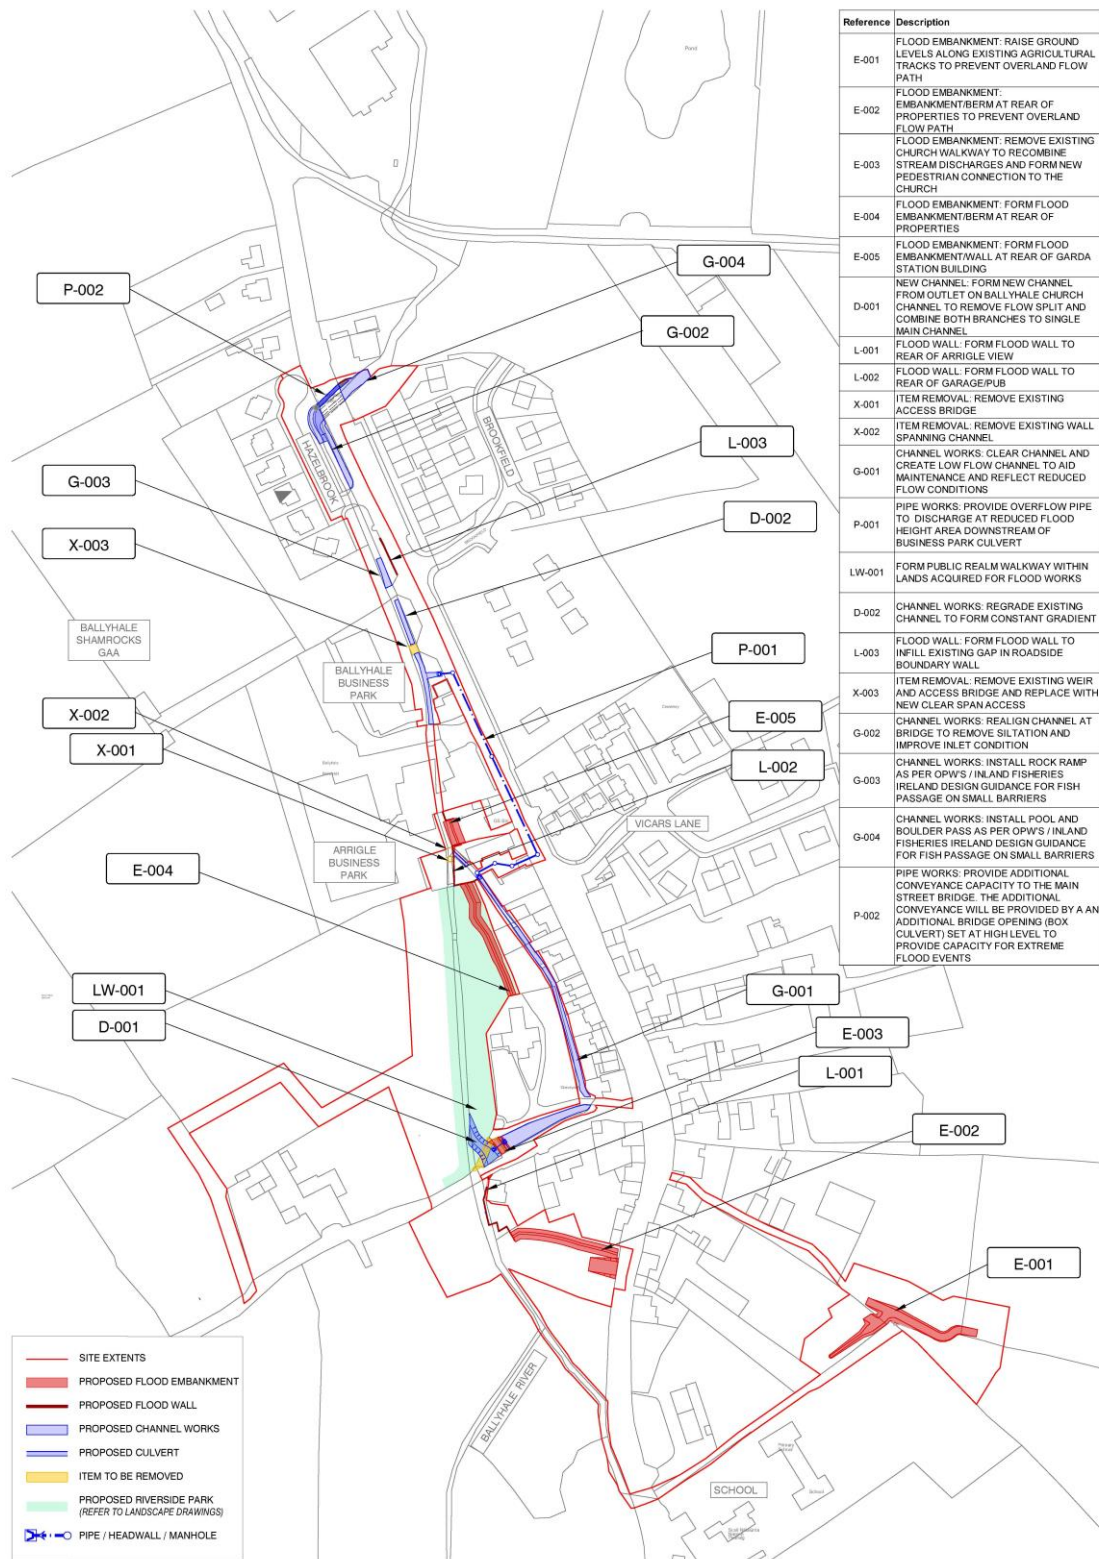 Reference Description
E-001
FLOOD EMBANKMENT: RAISE GROUND
LEVELS ALONG EXISTING AGRICULTURAL
TRACKS TO PREVENT OVERLAND FLOW
PATH
E-002
FLOOD EMBANKMENT:
EMBANKMENT/BERM AT REAR OF
PROPERTIES TO PREVENT OVERLAND
FLOW PATH
E-003
FLOOD EMBANKMENT: REMOVE EXISTING
CHURCH WALKWAY TO RECOMBINE
STREAM DISCHARGES AND FORM NEW
PEDESTRIAN CONNECTION TO THE
CHURCH
E-004
FLOOD EMBANKMENT: FORM FLOOD
EMBANKMENT/BERM AT REAR OF
PROPERTIES
E-005
FLOOD EMBANKMENT: FORM FLOOD
EMBANKMENT/WALL AT REAR OF GARDA
STATION BUILDING
D-001
NEW CHANNEL: FORM NEW CHANNEL
FROM OUTLET ON BALLYHALE CHURCH
CHANNEL TO REMOVE FLOW SPLIT AND
COMBINE BOTH BRANCHES TO SINGLE
MAIN CHANNEL
L-001
FLOOD WALL: FORM FLOOD WALL TO
REAR OF ARRIGLE VIEW
L-002
FLOOD WALL: FORM FLOOD WALL TO
REAR OF GARAGE/PUB
X-001
ITEM REMOVAL: REMOVE EXISTING
ACCESS BRIDGE
X-002
ITEM REMOVAL: REMOVE EXISTING WALL
SPANNING CHANNEL
G-001
CHANNEL WORKS: CLEAR CHANNEL AND
CREATE LOW FLOW CHANNEL TO AID
MAINTENANCE AND REFLECT REDUCED
FLOW CONDITIONS
P-001
PIPE WORKS: PROVIDE OVERFLOW PIPE
TO DISCHARGE AT REDUCED FLOOD
HEIGHT AREA DOWNSTREAM OF
BUSINESS PARK CULVERT
LW-001
FORM PUBLIC REALM WALKWAY WITHIN
LANDS ACQUIRED FOR FLOOD WORKS
D-002
CHANNEL WORKS: REGRADE EXISTING
CHANNEL TO FORM CONSTANT GRADIENT
L-003
FLOOD WALL: FORM FLOOD WALL TO
INFILL EXISTING GAP IN ROADSIDE
BOUNDARY WALL
X-003
ITEM REMOVAL: REMOVE EXISTING WEIR
AND ACCESS BRIDGE AND REPLACE WITH
NEW CLEAR SPAN ACCESS
G-002
CHANNEL WORKS: REALIGN CHANNEL AT
BRIDGE TO REMOVE SILTATION AND
IMPROVE INLET CONDITION
G-003
CHANNEL WORKS: INSTALL ROCK RAMP
AS PER OPW'S / INLAND FISHERIES
IRELAND DESIGN GUIDANCE FOR FISH
PASSAGE ON SMALL BARRIERS
G-004
CHANNEL WORKS: INSTALL POOL AND
BOULDER PASS AS PER OPW'S / INLAND
FISHERIES IRELAND DESIGN GUIDANCE
FOR FISH PASSAGE ON SMALL BARRIERS
P-002
PIPE WORKS: PROVIDE ADDITIONAL
CONVEYANCE CAPACITY TO THE MAIN
STREET BRIDGE. THE ADDITIONAL
CONVEYANCE WILL BE PROVIDED BY A AN
ADDITIONAL BRIDGE OPENING (BOX
CULVERT) SET AT HIGH LEVEL TO
PROVIDE CAPACITY FOR EXTREME
FLOOD EVENTS
Pond
G-004
P-002
G-002
HAZELBROOK
BROOKFIELD
L-003
G-003
D-002
X-003
BALLYHALE
SHAMROCKS
GAA
BALLYHALE
BUSINESS
PARK
P-001
X-002
E-005
X-001
L-002
VICARS LANE
ARRIGLE
BUSINESS
PARK
E-004
LW-001
G-001
D-001
E-003
L-001
E-002
E-001
BALLYHALE RIVER
Primary
School
School
SCHOOL
SITE EXTENTS
PROPOSED FLOOD EMBANKMENT
PROPOSED FLOOD WALL
PROPOSED CHANNEL WORKS
PROPOSED CULVERT
ITEM TO BE REMOVED
PROPOSED RIVERSIDE PARK
(REFER TO LANDSCAPE DRAWINGS)
PIPE / HEADWALL / MANHOLE